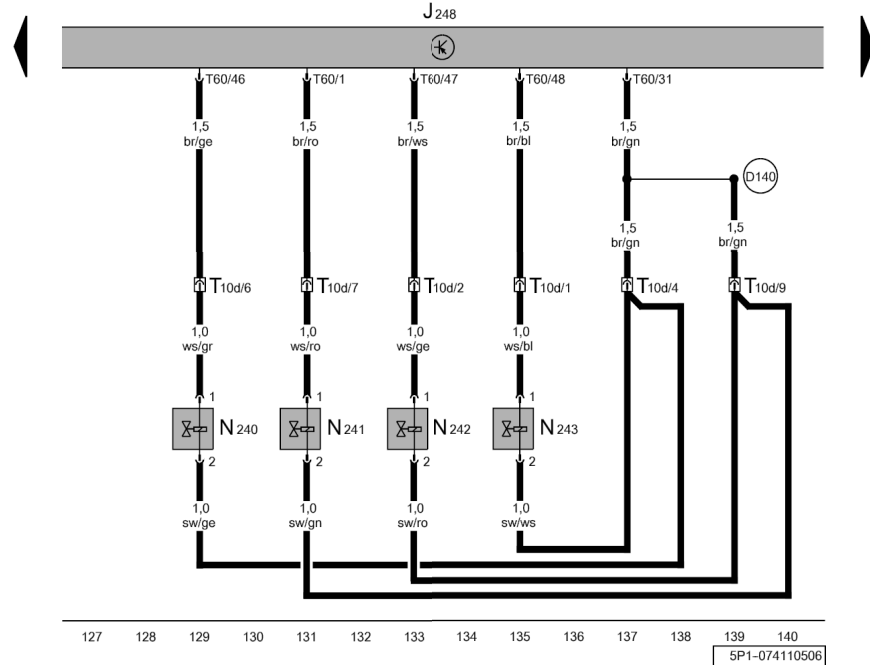 J 248
T60/46 T60/1 T60/47 T60/48 T60/31
1,5 1,5 1,5 1,5 1,5
br/ge br/ro br/ws br/bl br/gn
D140
1,5 1,5
br/gn br/gn
T10d/6 T10d/7 T10d/2 T10d/1 T10d/4 T10d/9
1,0 1,0 1,0 1,0
ws/gr ws/ro ws/ge ws/bl
1 1 1 1
N 240 N 241 N 242 N 243
2 2 2 2
1,0 1,0 1,0 1,0
sw/ge sw/gn sw/ro sw/ws
127 128 129 130 131 132 133 134 135 136 137 138 139 140
5P1-074110506